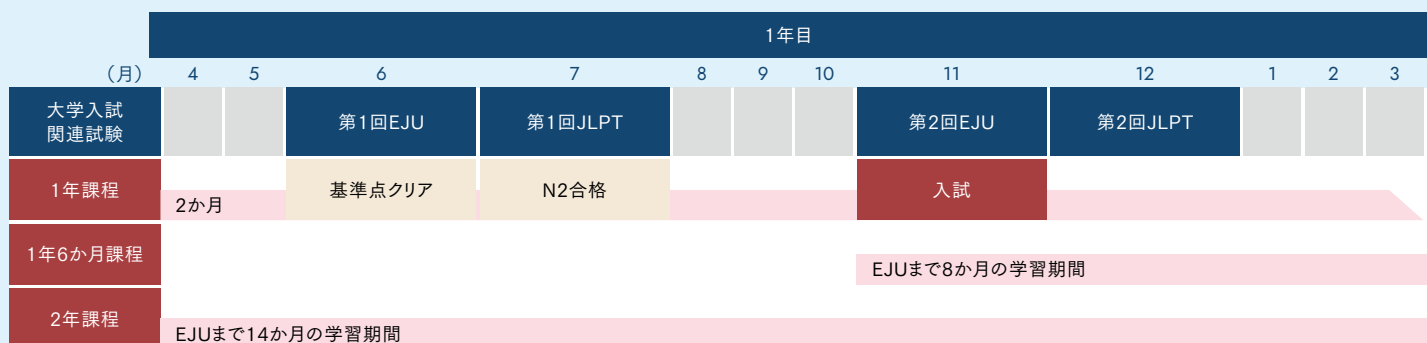 1年目
（月） 4 5 6 7 8 9 10 11 12 1 2 3
大学入試
関連試験
第1回EJU 第1回JLPT 第2回EJU 第2回JLPT
1年課程
2か月
基準点クリア N2合格 入試
1年6か月課程
EJUまで8か月の学習期間
2年課程
EJUまで14か月の学習期間